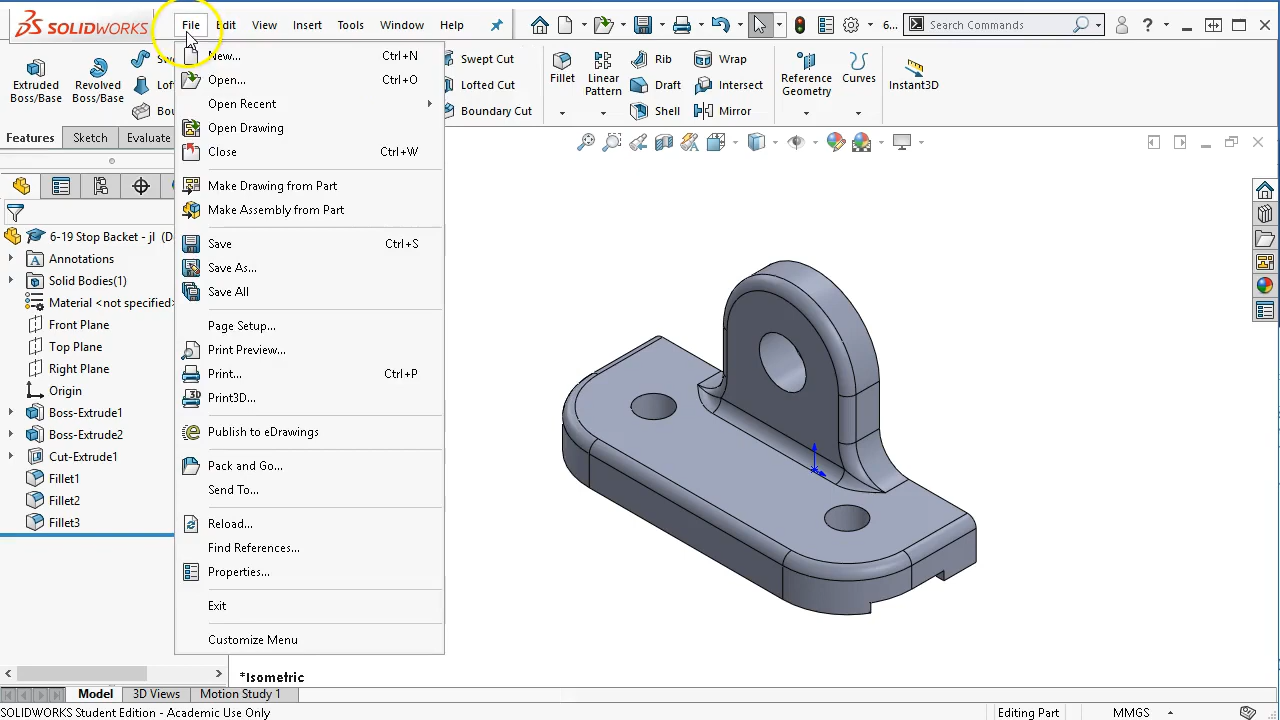 SOLIDWORKS
File Edit View Insert Tools Window Help
6...
Search Commands
?
New... Ctrl+N
Open... Ctrl+O
Open Recent
Open Drawing
Close Ctrl+W
Make Drawing from Part
Make Assembly from Part
Save Ctrl+S
Save As...
Save All
Page Setup...
Print Preview...
Print... Ctrl+P
Print3D...
Publish to eDrawings
Pack and Go...
Send To...
Reload...
Find References...
Properties...
Exit
Customize Menu
Extruded Boss/Base
Revolved Boss/Base
Swept Cut
Lofted Cut
Boundary Cut
Fillet
Linear Pattern
Rib
Draft
Shell
Wrap
Intersect
Mirror
Reference Geometry
Curves
Instant3D
Features Sketch Evaluate
6-19 Stop Backet - jl (D
Annotations
Solid Bodies(1)
Material <not specified>
Front Plane
Top Plane
Right Plane
Origin
Boss-Extrude1
Boss-Extrude2
Cut-Extrude1
Fillet1
Fillet2
Fillet3
*Isometric
Model 3D Views Motion Study 1
SOLIDWORKS Student Edition - Academic Use Only
Editing Part
MMGS